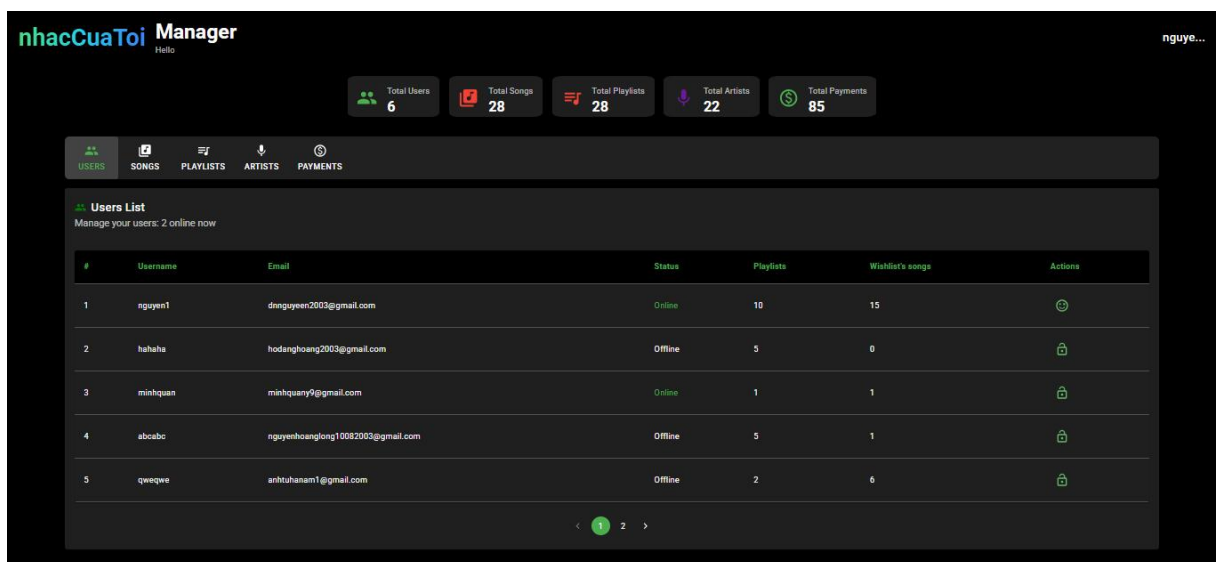 nhacCuaToi Manager nguye...
Hello
Total Users Total Songs Total Playlists Total Artists Total Payments
6 28 28 22 85
USERS SONGS PLAYLISTS ARTISTS PAYMENTS
Users List
Manage your users: 2 online now
# Username Email Status Playlists Wishlist's songs Actions
1 nguyen1 dnnguyeen2003@gmail.com Online 10 15
2 hahaha hodanghoang2003@gmail.com Offline 5 0
3 minhquan minhquany9@gmail.com Online 1 1
4 abcabc nguyenhoanglong10082003@gmail.com Offline 5 1
5 qweqwe anhtuhanam1@gmail.com Offline 2 6
‹ 1 2 ›